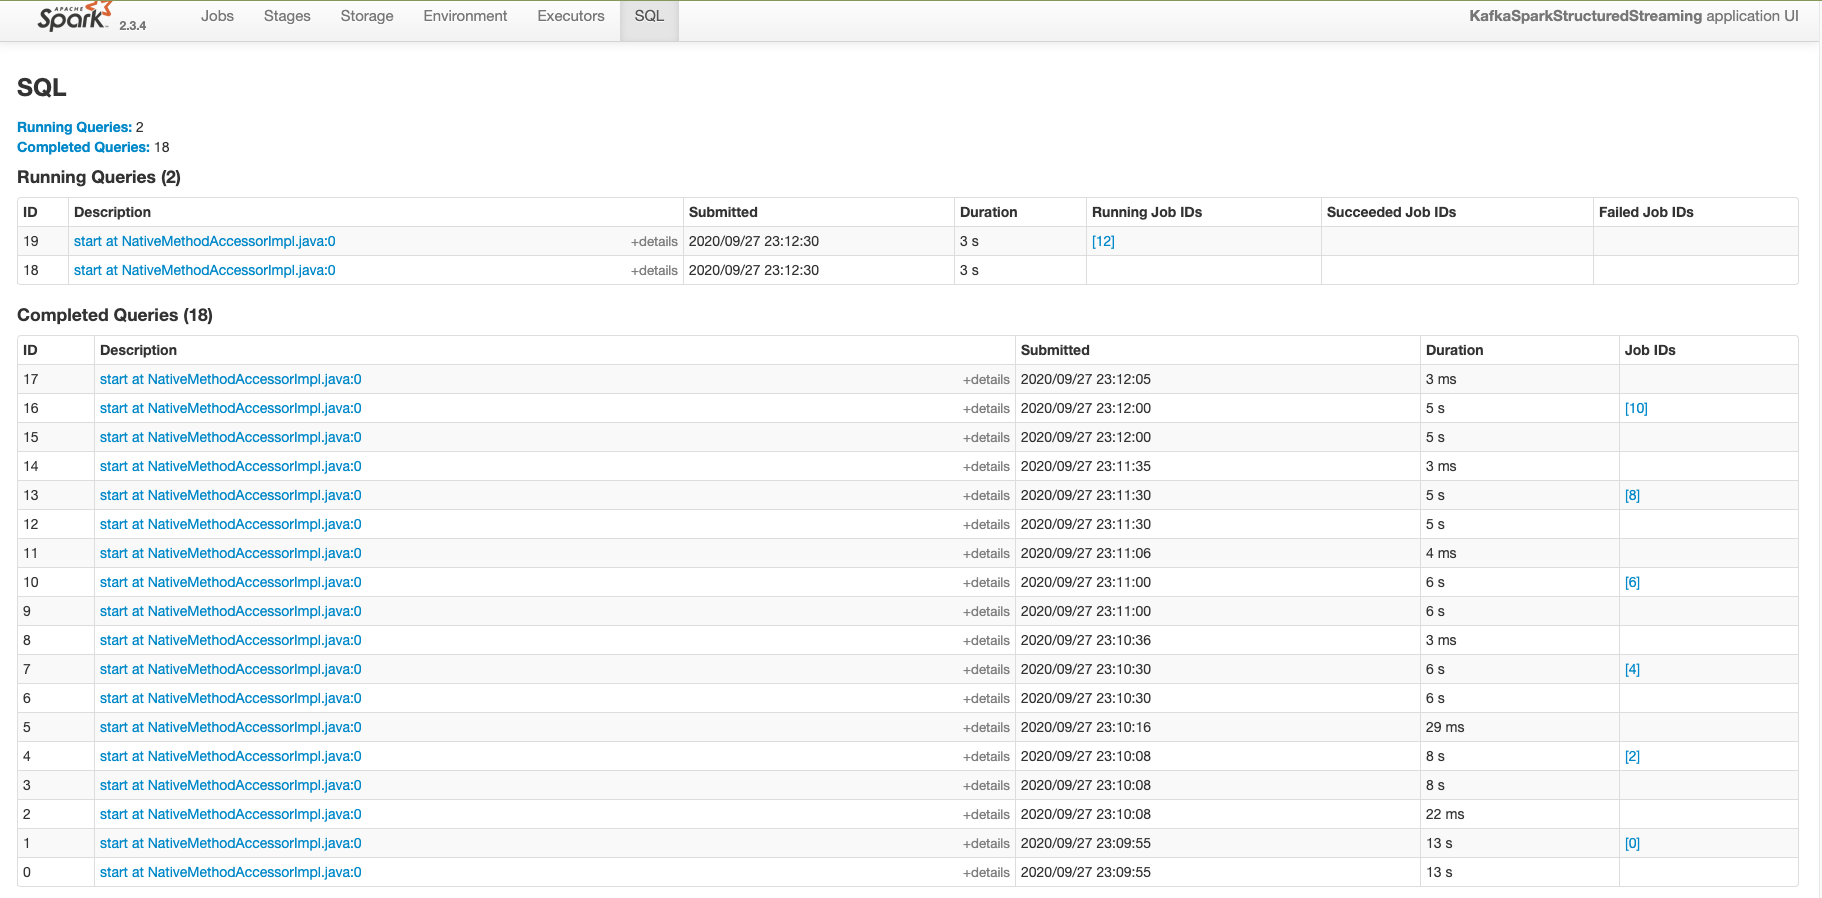 APACHE
Spark 2.3.4 Jobs Stages Storage Environment Executors SQL KafkaSparkStructuredStreaming application UI
SQL
Running Queries: 2
Completed Queries: 18
Running Queries (2)
ID Description Submitted Duration Running Job IDs Succeeded Job IDs Failed Job IDs
19 start at NativeMethodAccessorImpl.java:0 +details 2020/09/27 23:12:30 3 s [12]
18 start at NativeMethodAccessorImpl.java:0 +details 2020/09/27 23:12:30 3 s
Completed Queries (18)
ID Description Submitted Duration Job IDs
17 start at NativeMethodAccessorImpl.java:0 +details 2020/09/27 23:12:05 3 ms
16 start at NativeMethodAccessorImpl.java:0 +details 2020/09/27 23:12:00 5 s [10]
15 start at NativeMethodAccessorImpl.java:0 +details 2020/09/27 23:12:00 5 s
14 start at NativeMethodAccessorImpl.java:0 +details 2020/09/27 23:11:35 3 ms
13 start at NativeMethodAccessorImpl.java:0 +details 2020/09/27 23:11:30 5 s [8]
12 start at NativeMethodAccessorImpl.java:0 +details 2020/09/27 23:11:30 5 s
11 start at NativeMethodAccessorImpl.java:0 +details 2020/09/27 23:11:06 4 ms
10 start at NativeMethodAccessorImpl.java:0 +details 2020/09/27 23:11:00 6 s [6]
9 start at NativeMethodAccessorImpl.java:0 +details 2020/09/27 23:11:00 6 s
8 start at NativeMethodAccessorImpl.java:0 +details 2020/09/27 23:10:36 3 ms
7 start at NativeMethodAccessorImpl.java:0 +details 2020/09/27 23:10:30 6 s [4]
6 start at NativeMethodAccessorImpl.java:0 +details 2020/09/27 23:10:30 6 s
5 start at NativeMethodAccessorImpl.java:0 +details 2020/09/27 23:10:16 29 ms
4 start at NativeMethodAccessorImpl.java:0 +details 2020/09/27 23:10:08 8 s [2]
3 start at NativeMethodAccessorImpl.java:0 +details 2020/09/27 23:10:08 8 s
2 start at NativeMethodAccessorImpl.java:0 +details 2020/09/27 23:10:08 22 ms
1 start at NativeMethodAccessorImpl.java:0 +details 2020/09/27 23:09:55 13 s [0]
0 start at NativeMethodAccessorImpl.java:0 +details 2020/09/27 23:09:55 13 s